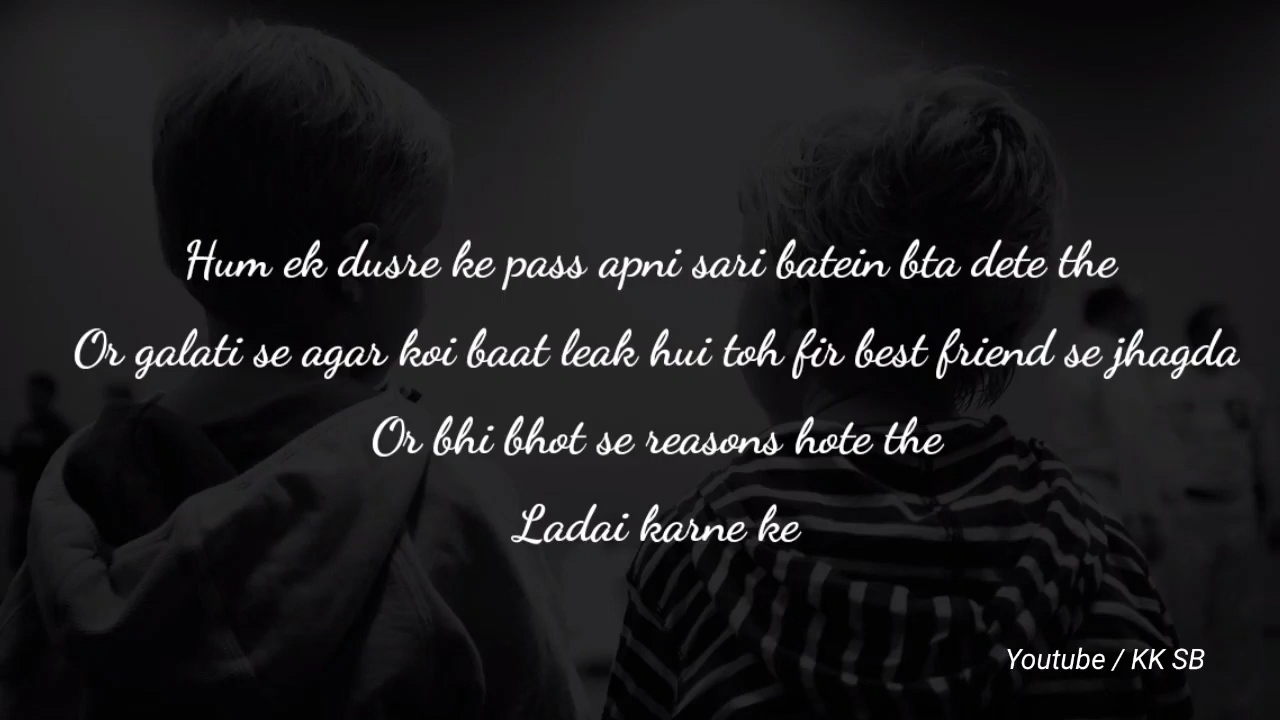 Hum ek dusre ke pass apni sari batein bta dete the
Or galati se agar koi baat leak hui toh fir best friend se jhagda
Or bhi bhot se reasons hote the
Ladai karne ke
Youtube / KK SB